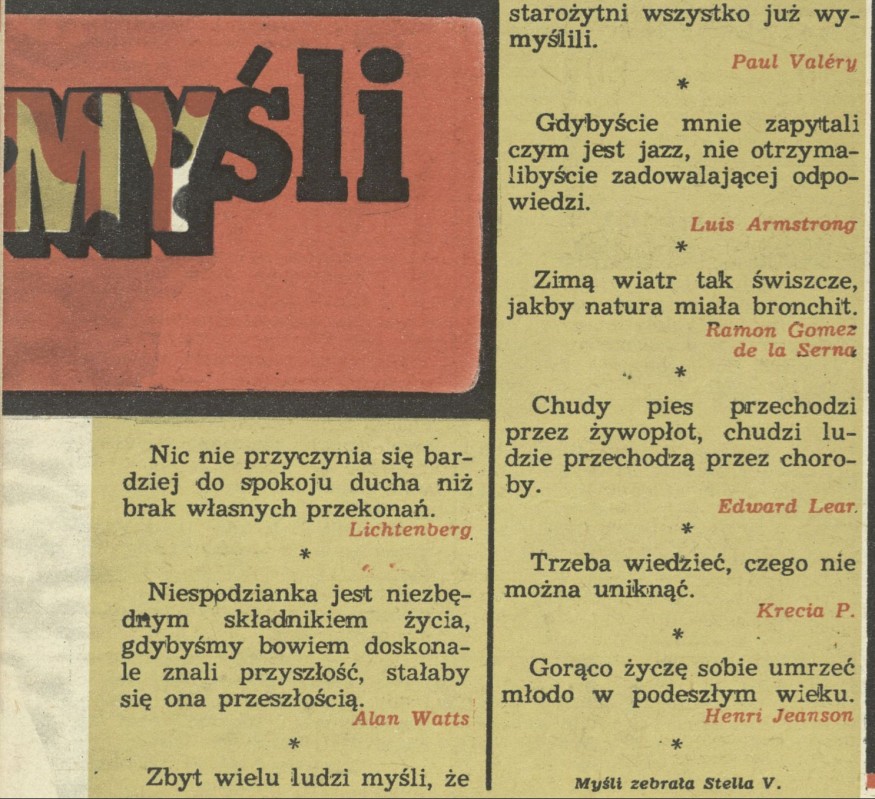 MYśli
Nic nie przyczynia się bar-
dziej do spokoju ducha niż
brak własnych przekonań.
Lichtenberg
*
Niespodzianka jest niezbę-
dnym składnikiem życia,
gdybyśmy bowiem doskona-
le znali przyszłość, stałaby
się ona przeszłością.
Alan Watts
*
Zbyt wielu ludzi myśli, że
starożytni wszystko już wy-
myślili.
Paul Valéry
*
Gdybyście mnie zapytali
czym jest jazz, nie otrzyma-
libyście zadowalającej odpo-
wiedzi.
Luis Armstrong
*
Zimą wiatr tak świszcze,
jakby natura miała bronchit.
Ramon Gomez
de la Serna
*
Chudy pies przechodzi
przez żywopłot, chudzi lu-
dzie przechodzą przez choro-
by.
Edward Lear.
*
Trzeba wiedzieć, czego nie
można uniknąć.
Krecia P.
*
Gorąco życzę sobie umrzeć
młodo w podeszłym wieku.
Henri Jeanson
*
Myśli zebrała Stella V.